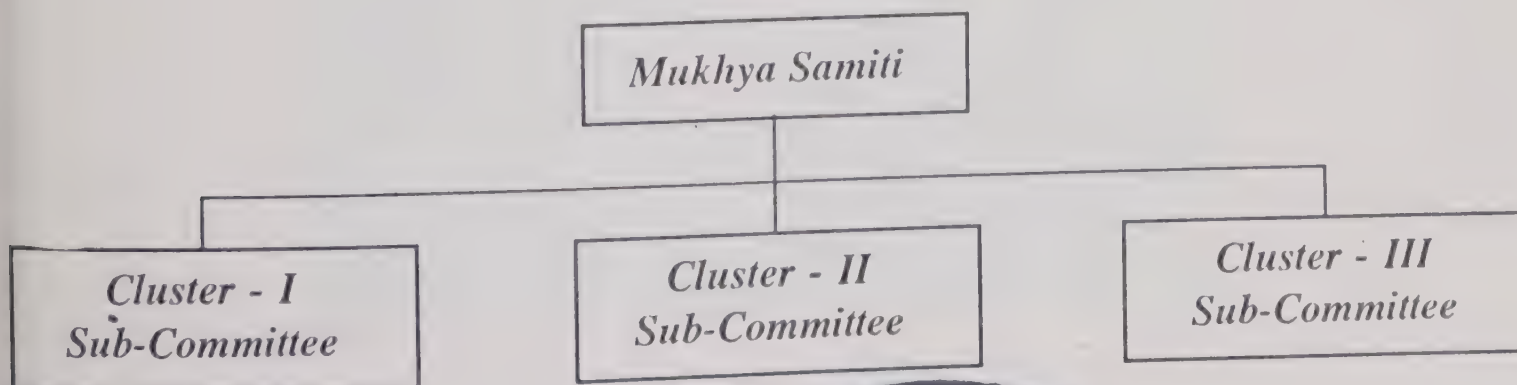 Mukhya Samiti
Cluster - I
Sub-Committee
Cluster - II
Sub-Committee
Cluster - III
Sub-Committee